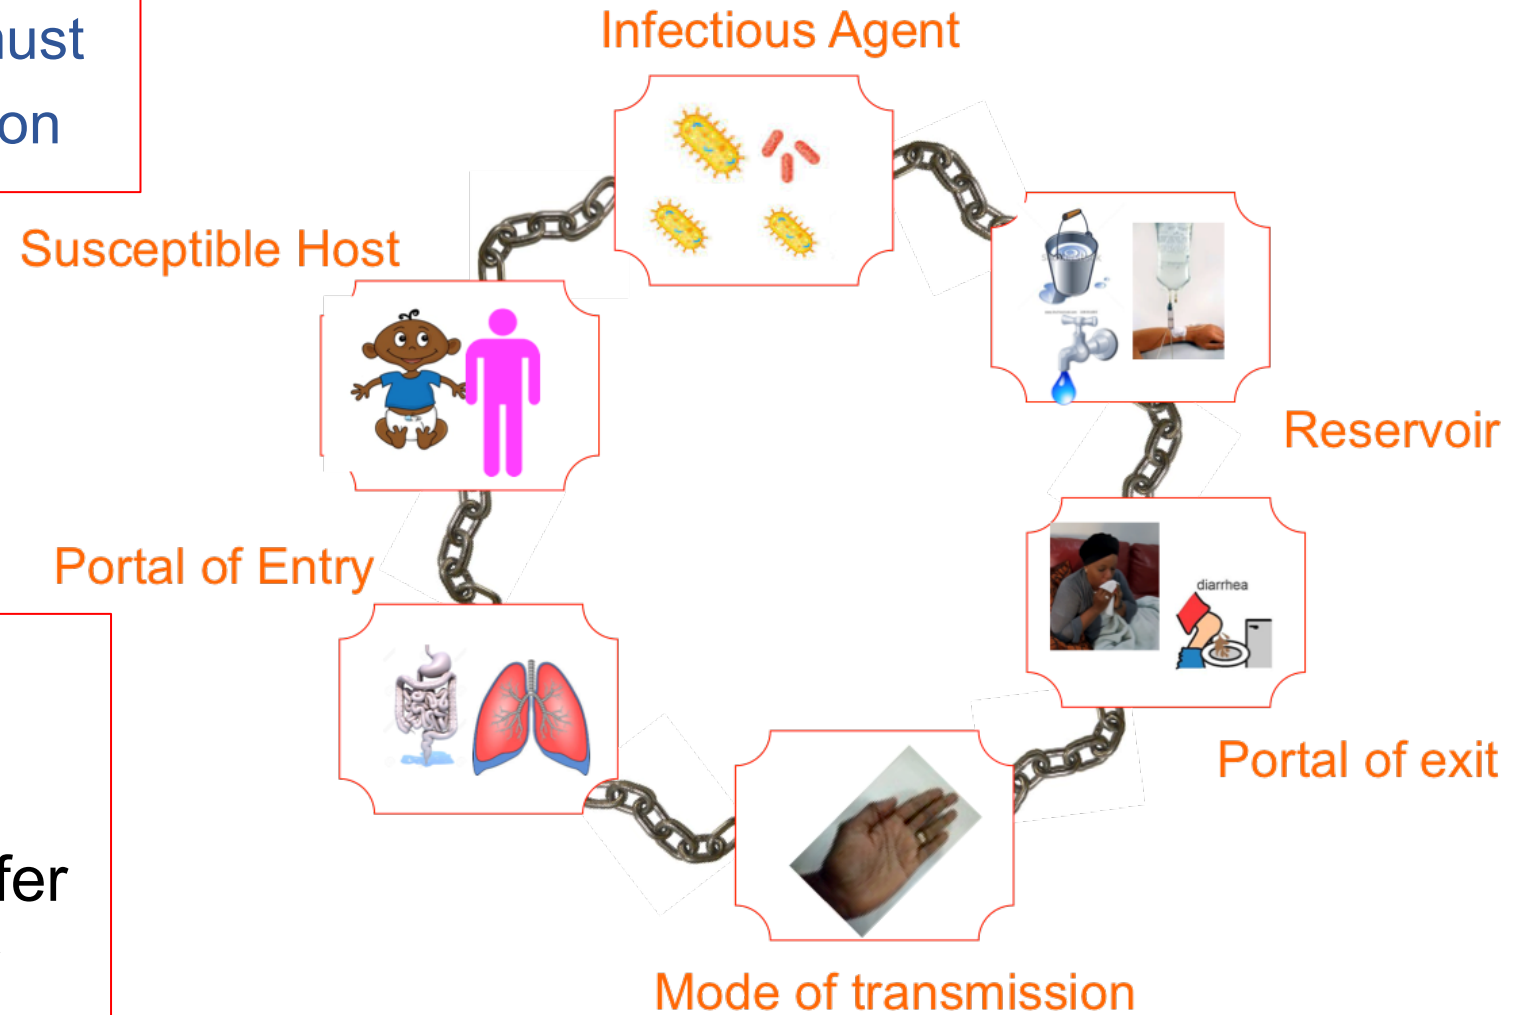 Infectious Agent
ust
on
Susceptible Host
Reservoir
Portal of Entry
diarrhea
Portal of exit
fer
Mode of transmission